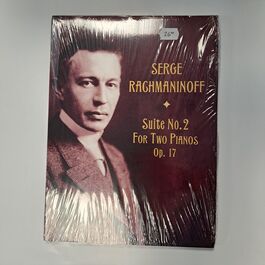 SERGE
RACHMANINOFF
Suite No. 2
FOR TWO PIANOS
Op. 17